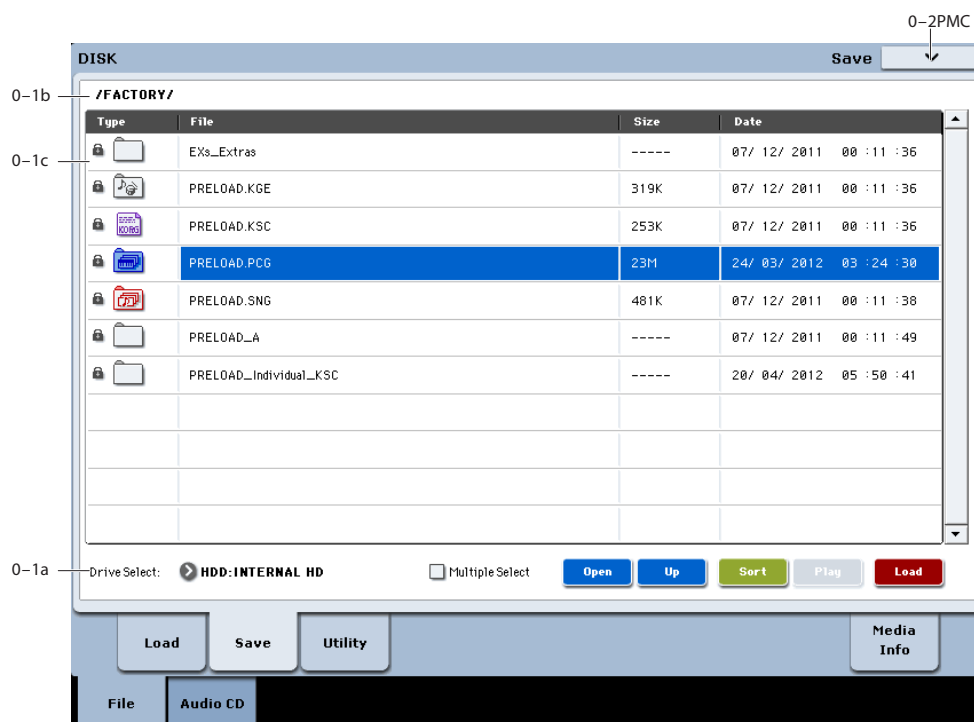 0–2PMC
DISK Save
0–1b /FACTORY/
Type File Size Date
0–1c
EXs_Extras ----- 07/ 12/ 2011 00 :11 :36
PRELOAD.KGE 319K 07/ 12/ 2011 00 :11 :36
KORG PRELOAD.KSC 253K 07/ 12/ 2011 00 :11 :36
PRELOAD.PCG 23M 24/ 03/ 2012 03 :24 :30
PRELOAD.SNG 481K 07/ 12/ 2011 00 :11 :38
PRELOAD_A ----- 07/ 12/ 2011 00 :11 :49
PRELOAD_Individual_KSC ----- 20/ 04/ 2012 05 :50 :41
0–1a Drive Select: HDD:INTERNAL HD Multiple Select Open Up Sort Play Load
Load Save Utility Media Info
File Audio CD